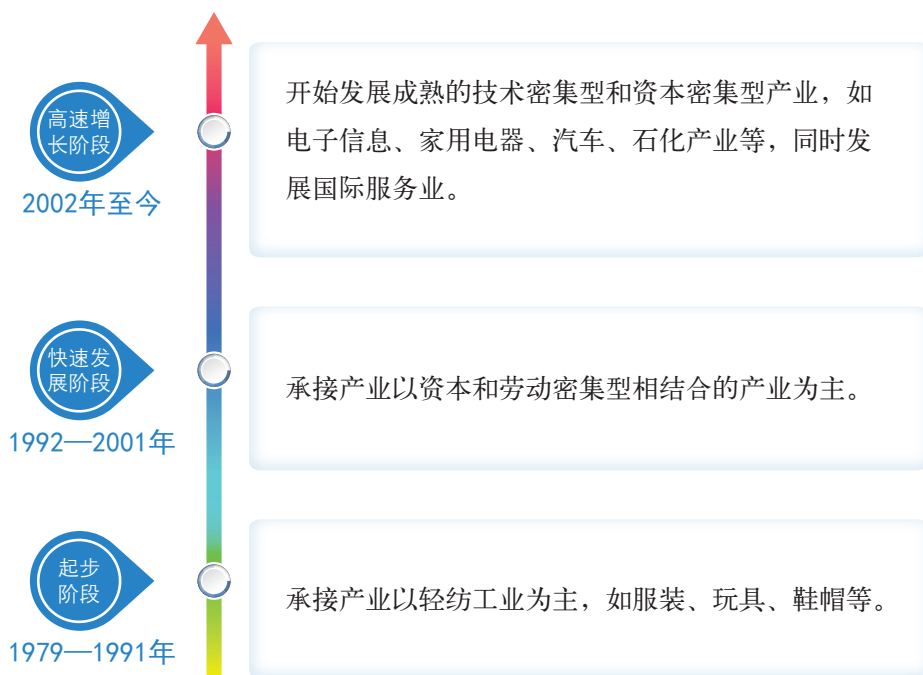 高速增
长阶段
2002年至今
开始发展成熟的技术密集型和资本密集型产业，如
电子信息、家用电器、汽车、石化产业等，同时发
展国际服务业。
快速发
展阶段
1992—2001年
承接产业以资本和劳动密集型相结合的产业为主。
起步
阶段
1979—1991年
承接产业以轻纺工业为主，如服装、玩具、鞋帽等。